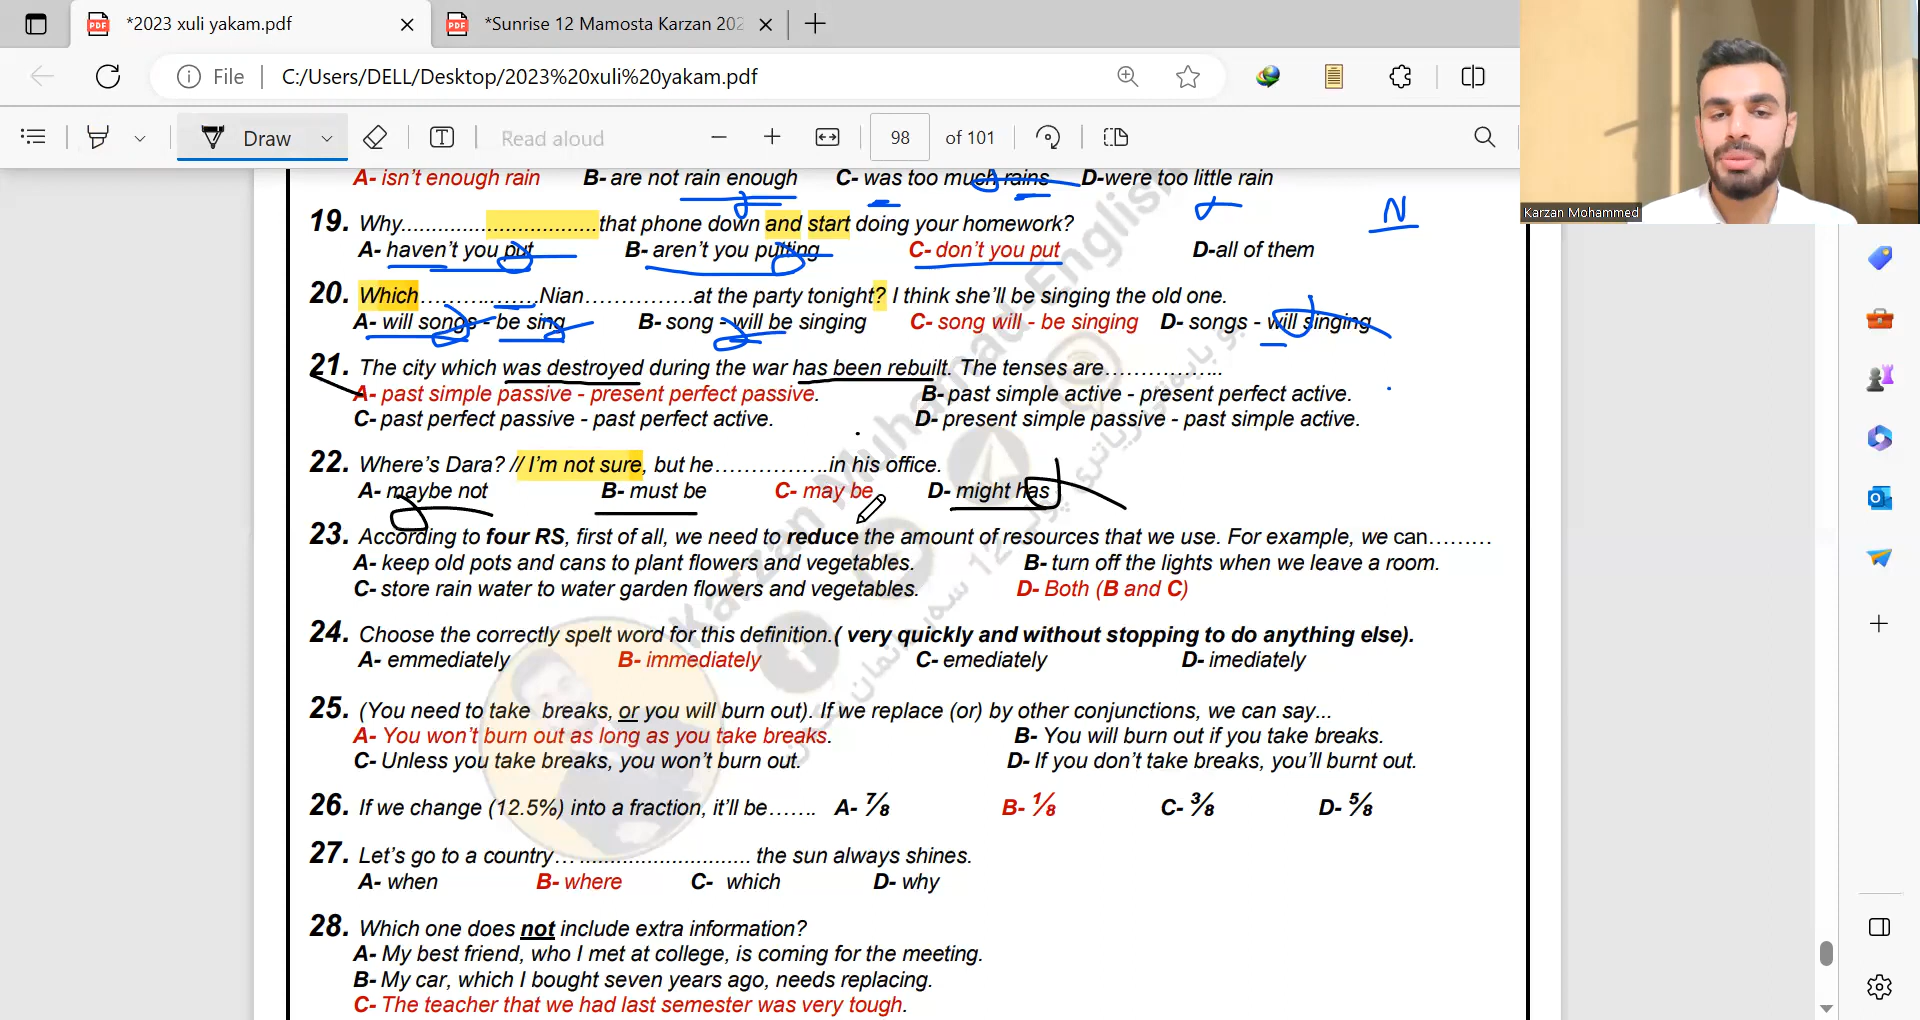 *2023 xuli yakam.pdf
*Sunrise 12 Mamosta Karzan 202
File
C:/Users/DELL/Desktop/2023%20xuli%20yakam.pdf
Draw
Read aloud
98 of 101
Karzan Mohammed
A- isn't enough rain B- are not rain enough C- was too much rains D-were too little rain
N
19. Why.................................that phone down and start doing your homework?
A- haven't you put B- aren't you putting C- don't you put D-all of them
20. Which.....................Nian...............at the party tonight? I think she'll be singing the old one.
A- will songs - be sing B- song - will be singing C- song will - be singing D- songs - will singing
21. The city which was destroyed during the war has been rebuilt. The tenses are.................
A- past simple passive - present perfect passive. B- past simple active - present perfect active.
C- past perfect passive - past perfect active. D- present simple passive - past simple active.
22. Where's Dara? // I'm not sure, but he................in his office.
A- maybe not B- must be C- may be D- might has
23. According to four RS, first of all, we need to reduce the amount of resources that we use. For example, we can.........
A- keep old pots and cans to plant flowers and vegetables. B- turn off the lights when we leave a room.
C- store rain water to water garden flowers and vegetables. D- Both (B and C)
24. Choose the correctly spelt word for this definition.( very quickly and without stopping to do anything else).
A- emmediately B- immediately C- emediately D- imediately
25. (You need to take breaks, or you will burn out). If we replace (or) by other conjunctions, we can say...
A- You won't burn out as long as you take breaks. B- You will burn out if you take breaks.
C- Unless you take breaks, you won't burn out. D- If you don't take breaks, you'll burnt out.
26. If we change (12.5%) into a fraction, it'll be....... A- ⅞ B- ⅛ C- ⅜ D- ⅝
27. Let's go to a country.............................. the sun always shines.
A- when B- where C- which D- why
28. Which one does not include extra information?
A- My best friend, who I met at college, is coming for the meeting.
B- My car, which I bought seven years ago, needs replacing.
C- The teacher that we had last semester was very tough.
Karzan Muhammad-English